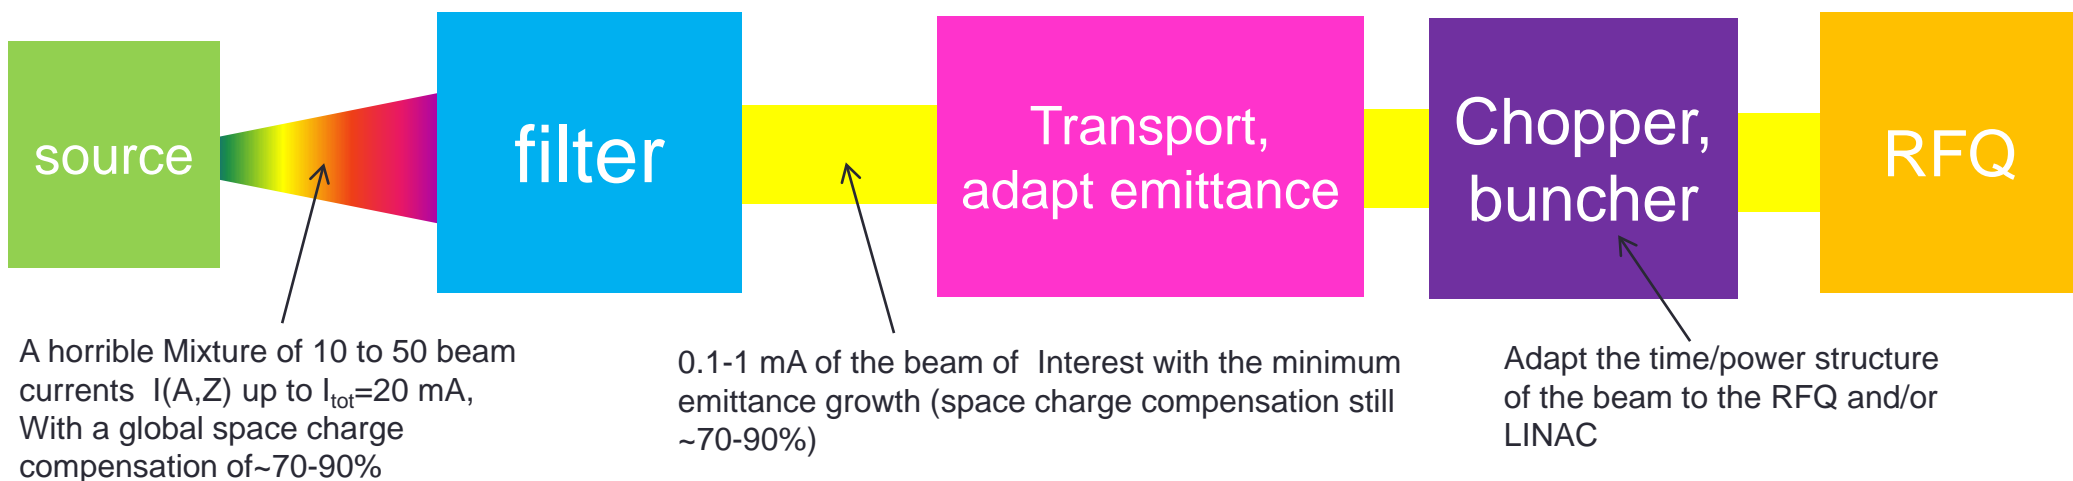 source
filter
Transport,
adapt emittance
Chopper,
buncher
RFQ
A horrible Mixture of 10 to 50 beam
currents  I(A,Z) up to Itot=20 mA,
With a global space charge
compensation of~70-90%
0.1-1 mA of the beam of  Interest with the minimum
emittance growth (space charge compensation still
~70-90%)
Adapt the time/power structure
of the beam to the RFQ and/or
LINAC